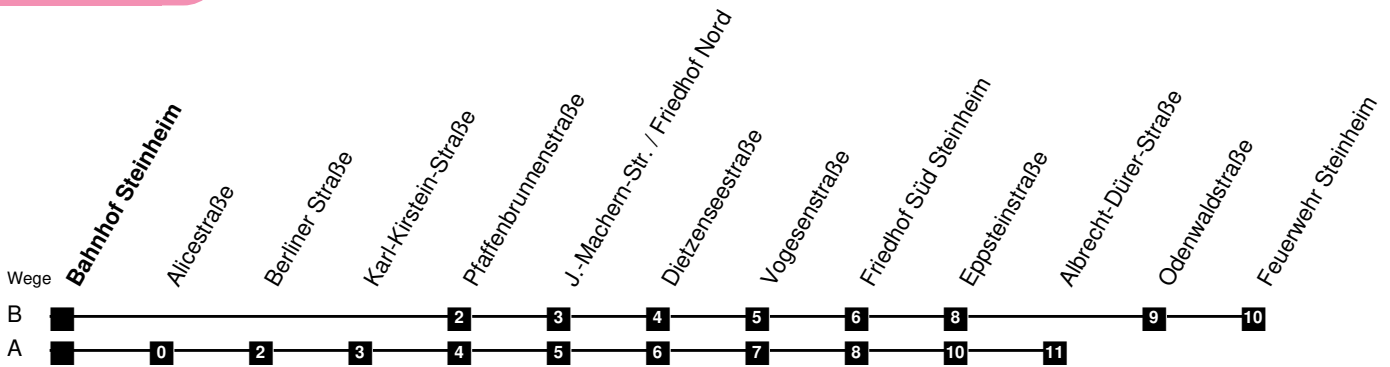 Bahnhof Steinheim
Alicestraße
Berliner Straße
Karl-Kirstein-Straße
Pfaffenbrunnenstraße
J.-Machern-Str. / Friedhof Nord
Dietzenseestraße
Vogesenstraße
Friedhof Süd Steinheim
Eppsteinstraße
Albrecht-Dürer-Straße
Odenwaldstraße
Feuerwehr Steinheim
Wege
B 2 3 4 5 6 8 9 10
A 0 2 3 4 5 6 7 8 10 11